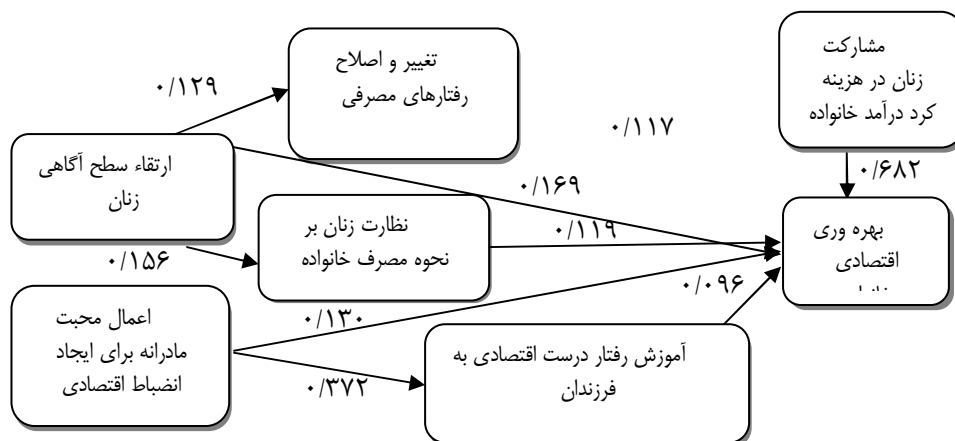 مشارکت
زنان در هزینه
کرد درآمد خانواده
تغییر و اصلاح
رفتارهای مصرفی
۰/۱۲۹
۰/۱۱۷
۰/۶۸۲
ارتقاء سطح آگاهی
زنان
۰/۱۶۹
بهره وری
اقتصادی
نظارت زنان بر
نحوه مصرف خانواده
۰/۱۱۹
۰/۱۵۶
۰/۰۹۶
اعمال محبت
مادرانه برای ایجاد
انضباط اقتصادی
۰/۱۳۰
۰/۳۷۲
آموزش رفتار درست اقتصادی به
فرزندان